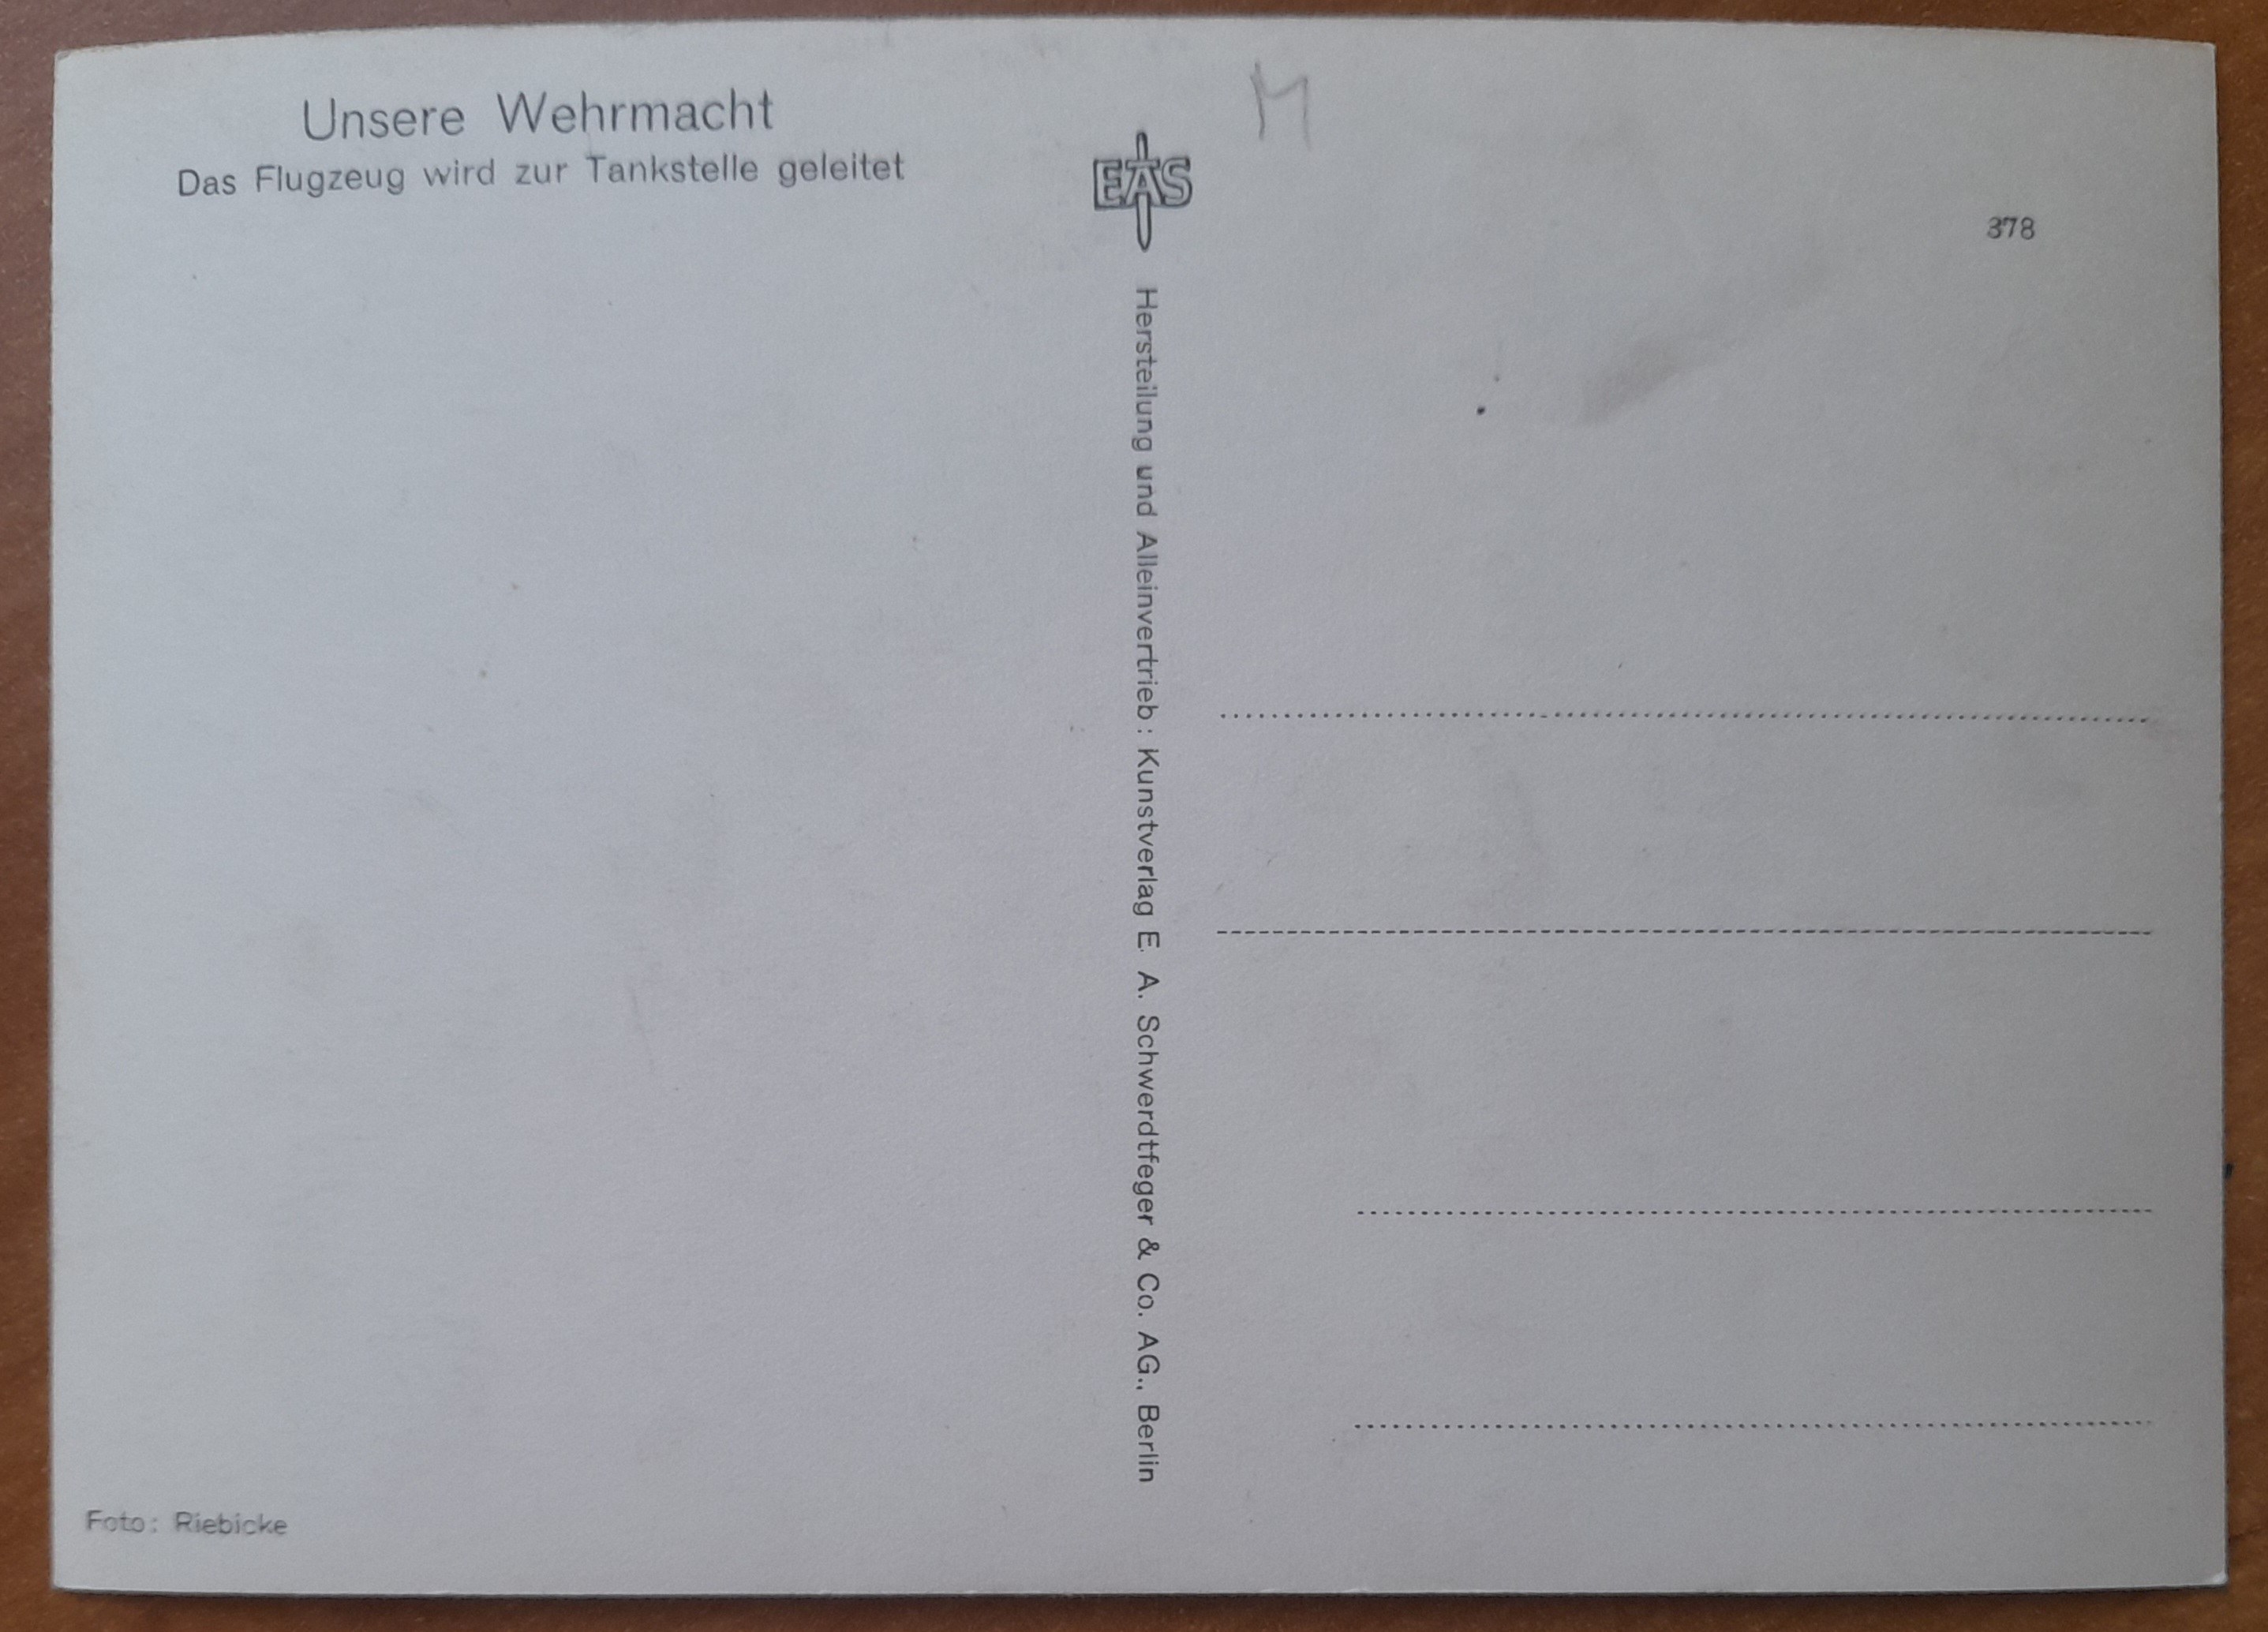 Unsere Wehrmacht
Das Flugzeug wird zur Tankstelle geleitet
M
EAS
378
Herstellung und Alleinvertrieb: Kunstverlag E. A. Schwerdtfeger & Co. AG., Berlin
Foto: Riebicke